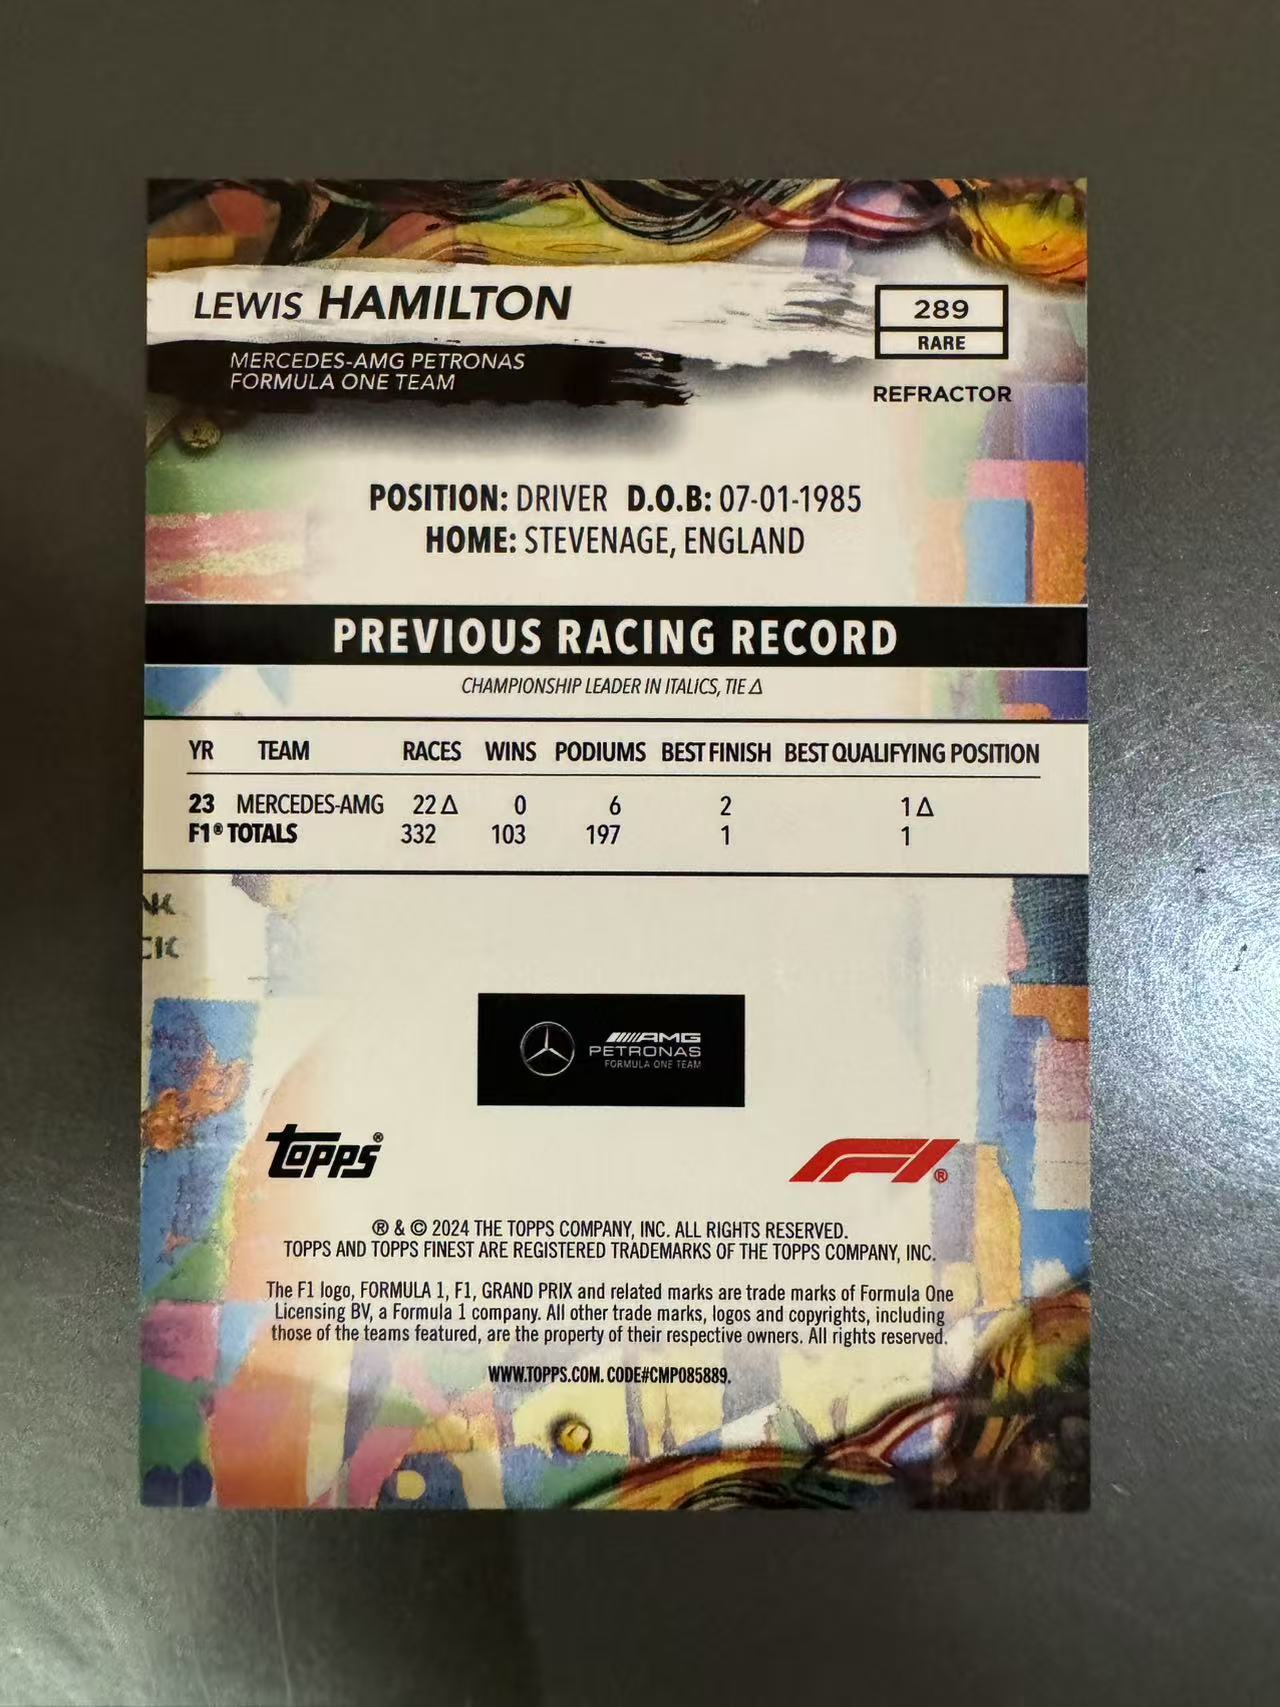 LEWIS HAMILTON
MERCEDES-AMG PETRONAS
FORMULA ONE TEAM
289
RARE
REFRACTOR
POSITION: DRIVER D.O.B: 07-01-1985
HOME: STEVENAGE, ENGLAND
PREVIOUS RACING RECORD
CHAMPIONSHIP LEADER IN ITALICS, TIE Δ
YR TEAM RACES WINS PODIUMS BEST FINISH BEST QUALIFYING POSITION
23 MERCEDES-AMG 22 Δ 0 6 2 1 Δ
F1® TOTALS 332 103 197 1 1
AMG
PETRONAS
FORMULA ONE TEAM
topps®
F1®
® & © 2024 THE TOPPS COMPANY, INC. ALL RIGHTS RESERVED.
TOPPS AND TOPPS FINEST ARE REGISTERED TRADEMARKS OF THE TOPPS COMPANY, INC.
The F1 logo, FORMULA 1, F1, GRAND PRIX and related marks are trade marks of Formula One
Licensing BV, a Formula 1 company. All other trade marks, logos and copyrights, including
those of the teams featured, are the property of their respective owners. All rights reserved.
WWW.TOPPS.COM. CODE#CMP085889.